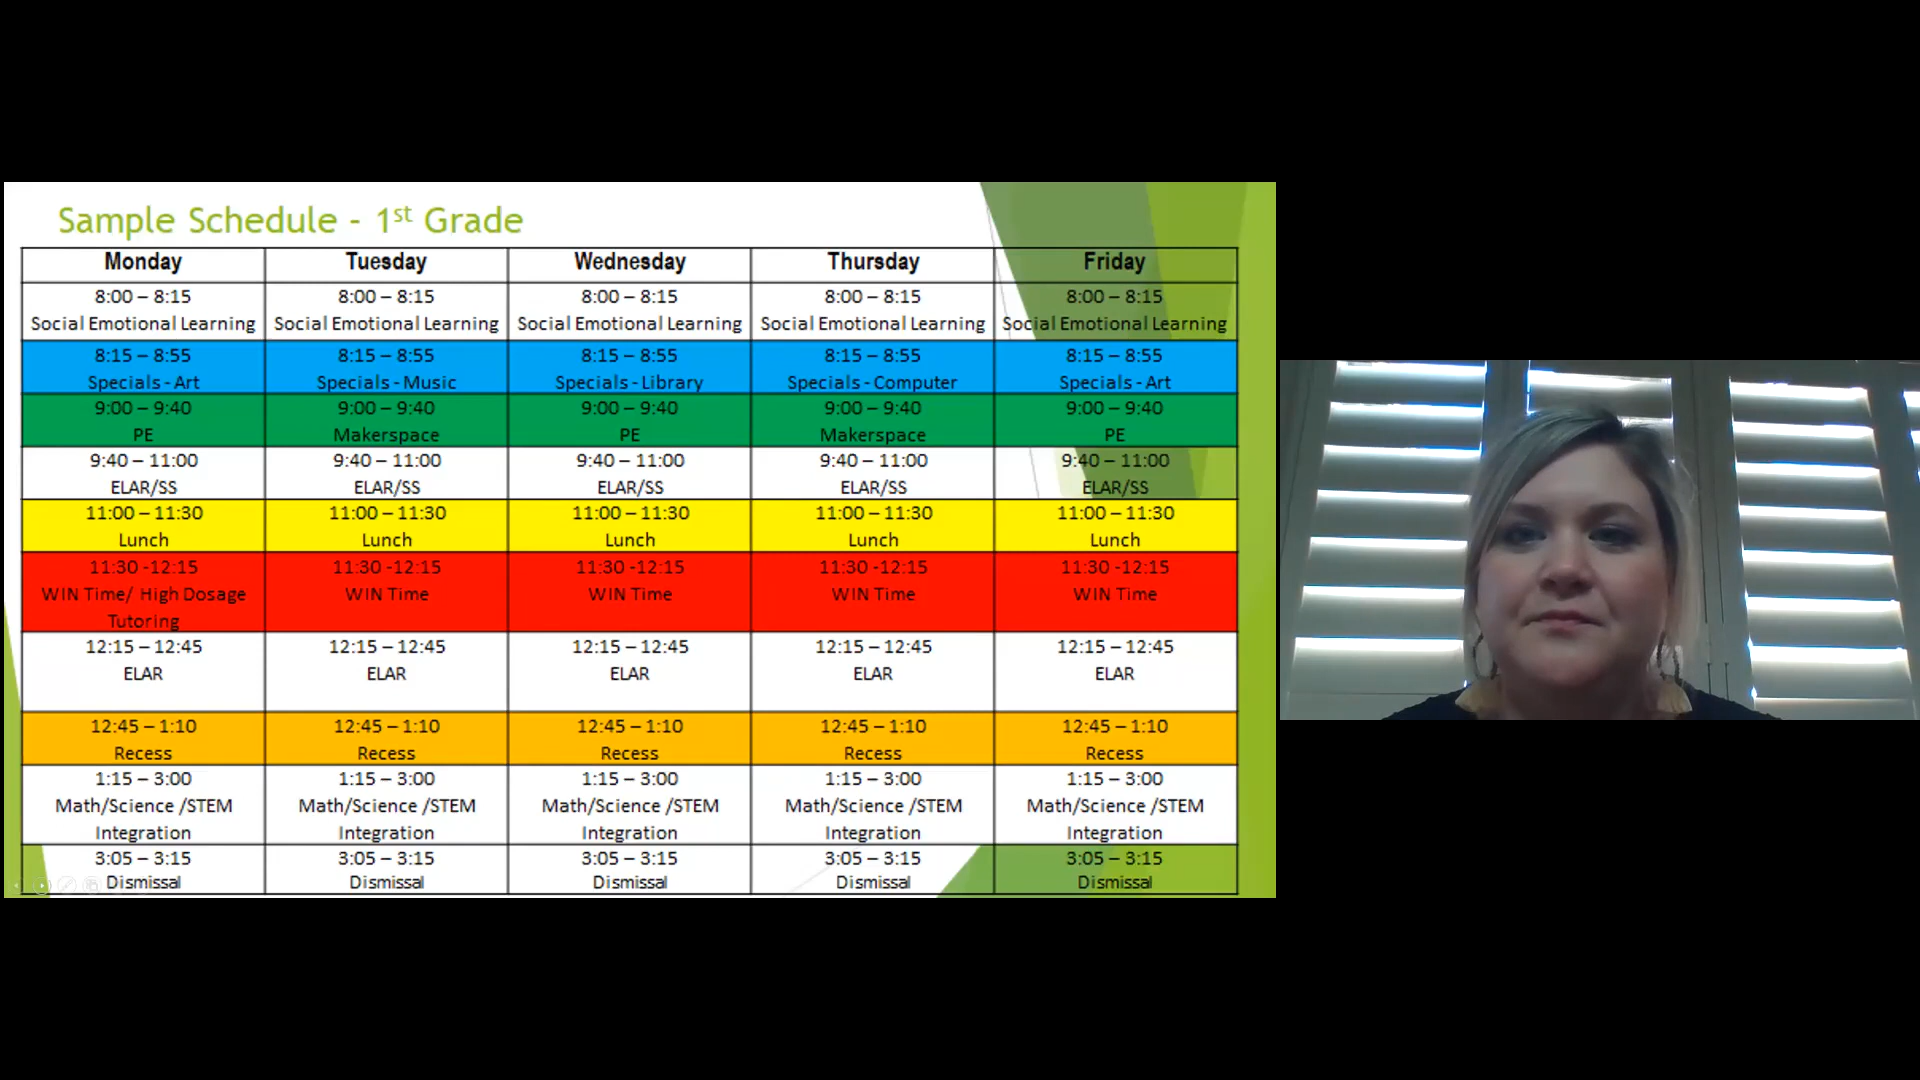 Sample Schedule - 1st Grade
Monday Tuesday Wednesday Thursday Friday
8:00 – 8:15 8:00 – 8:15 8:00 – 8:15 8:00 – 8:15 8:00 – 8:15
Social Emotional Learning Social Emotional Learning Social Emotional Learning Social Emotional Learning Social Emotional Learning
8:15 – 8:55 8:15 – 8:55 8:15 – 8:55 8:15 – 8:55 8:15 – 8:55
Specials - Art Specials - Music Specials - Library Specials - Computer Specials - Art
9:00 – 9:40 9:00 – 9:40 9:00 – 9:40 9:00 – 9:40 9:00 – 9:40
PE Makerspace PE Makerspace PE
9:40 – 11:00 9:40 – 11:00 9:40 – 11:00 9:40 – 11:00 9:40 – 11:00
ELAR/SS ELAR/SS ELAR/SS ELAR/SS ELAR/SS
11:00 – 11:30 11:00 – 11:30 11:00 – 11:30 11:00 – 11:30 11:00 – 11:30
Lunch Lunch Lunch Lunch Lunch
11:30 -12:15 11:30 -12:15 11:30 -12:15 11:30 -12:15 11:30 -12:15
WIN Time/ High Dosage WIN Time WIN Time WIN Time WIN Time
Tutoring
12:15 – 12:45 12:15 – 12:45 12:15 – 12:45 12:15 – 12:45 12:15 – 12:45
ELAR ELAR ELAR ELAR ELAR
12:45 – 1:10 12:45 – 1:10 12:45 – 1:10 12:45 – 1:10 12:45 – 1:10
Recess Recess Recess Recess Recess
1:15 – 3:00 1:15 – 3:00 1:15 – 3:00 1:15 – 3:00 1:15 – 3:00
Math/Science /STEM Math/Science /STEM Math/Science /STEM Math/Science /STEM Math/Science /STEM
Integration Integration Integration Integration Integration
3:05 – 3:15 3:05 – 3:15 3:05 – 3:15 3:05 – 3:15 3:05 – 3:15
Dismissal Dismissal Dismissal Dismissal Dismissal